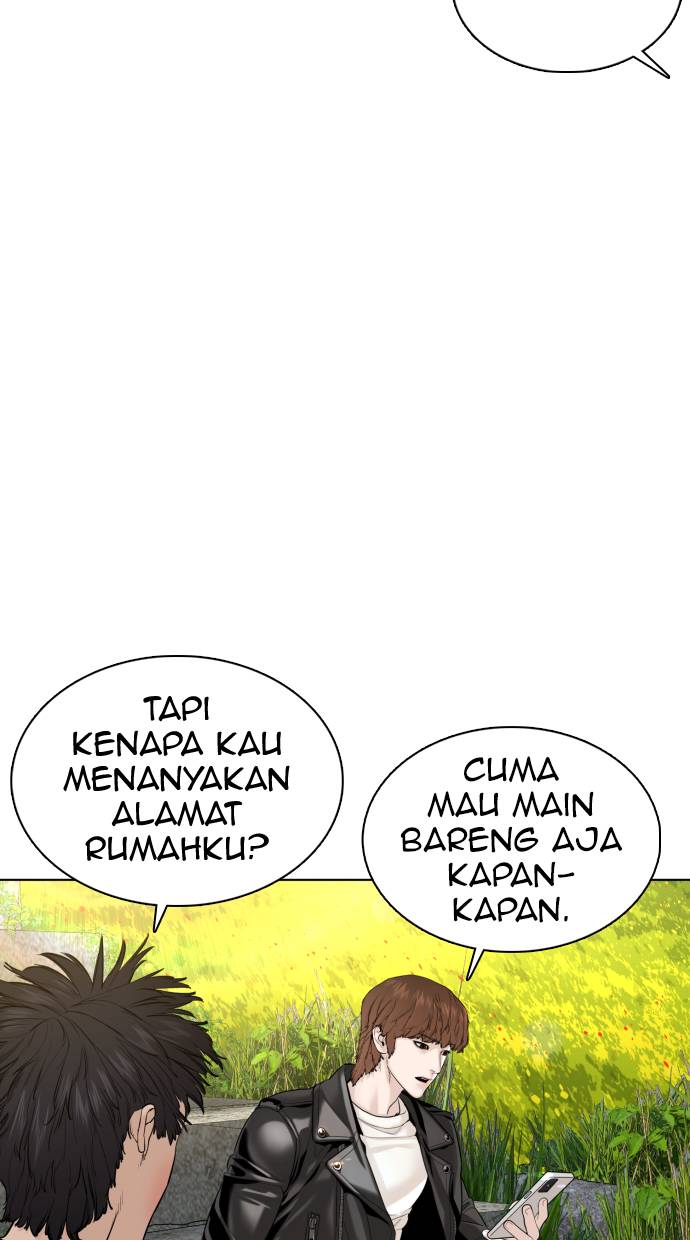 TAPI
KENAPA KAU
MENANYAKAN
ALAMAT
RUMAHKU?
CUMA
MAU MAIN
BARENG AJA
KAPAN-
KAPAN.